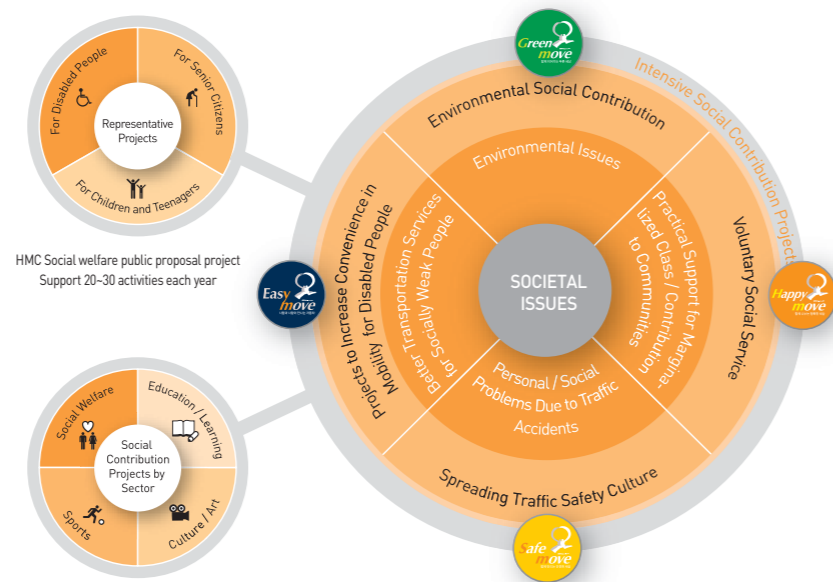 For Disabled People
For Senior Citizens
Representative
Projects
For Children and Teenagers
HMC Social welfare public proposal project
Support 20~30 activities each year
Social Welfare
Education / Learning
Social
Contribution
Projects by
Sector
Sports
Culture / Art
Green
move
Intensive Social Contribution Projects
Environmental Social Contribution
Environmental Issues
Easy
move
Projects to Increase Convenience in
Mobility for Disabled People
Better Transportation Services
for Socially Weak People
SOCIETAL
ISSUES
Practical Support for Margina-
lized Class / Contribution
to Communities
Voluntary Social Service
Happy
move
Personal / Social
Problems Due to Traffic
Accidents
Spreading Traffic Safety Culture
Safe
move